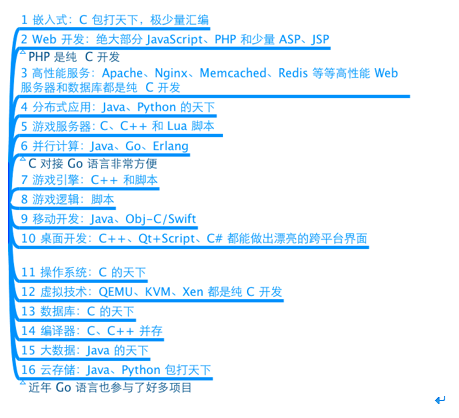 1 嵌入式：C 包打天下，极少量汇编
2 Web 开发：绝大部分 JavaScript、PHP 和少量 ASP、JSP
PHP 是纯 C 开发
3 高性能服务：Apache、Nginx、Memcached、Redis 等等高性能 Web
服务器和数据库都是纯 C 开发
4 分布式应用：Java、Python 的天下
5 游戏服务器：C、C++ 和 Lua 脚本
6 并行计算：Java、Go、Erlang
C 对接 Go 语言非常方便
7 游戏引擎：C++ 和脚本
8 游戏逻辑：脚本
9 移动开发：Java、Obj-C/Swift
10 桌面开发：C++、Qt+Script、C# 都能做出漂亮的跨平台界面
11 操作系统：C 的天下
12 虚拟技术：QEMU、KVM、Xen 都是纯 C 开发
13 数据库：C 的天下
14 编译器：C、C++ 并存
15 大数据：Java 的天下
16 云存储：Java、Python 包打天下
近年 Go 语言也参与了好多项目